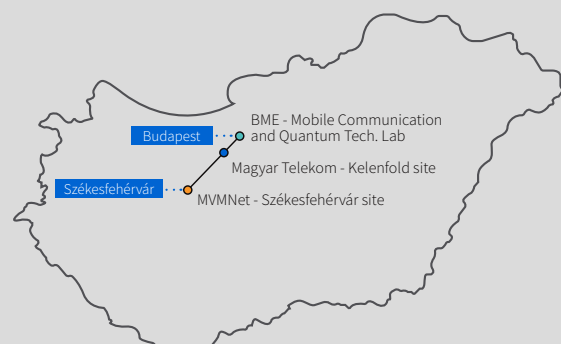 BME - Mobile Communication
and Quantum Tech. Lab
Budapest
Magyar Telekom - Kelenfold site
Székesfehérvár
MVMNet - Székesfehérvár site